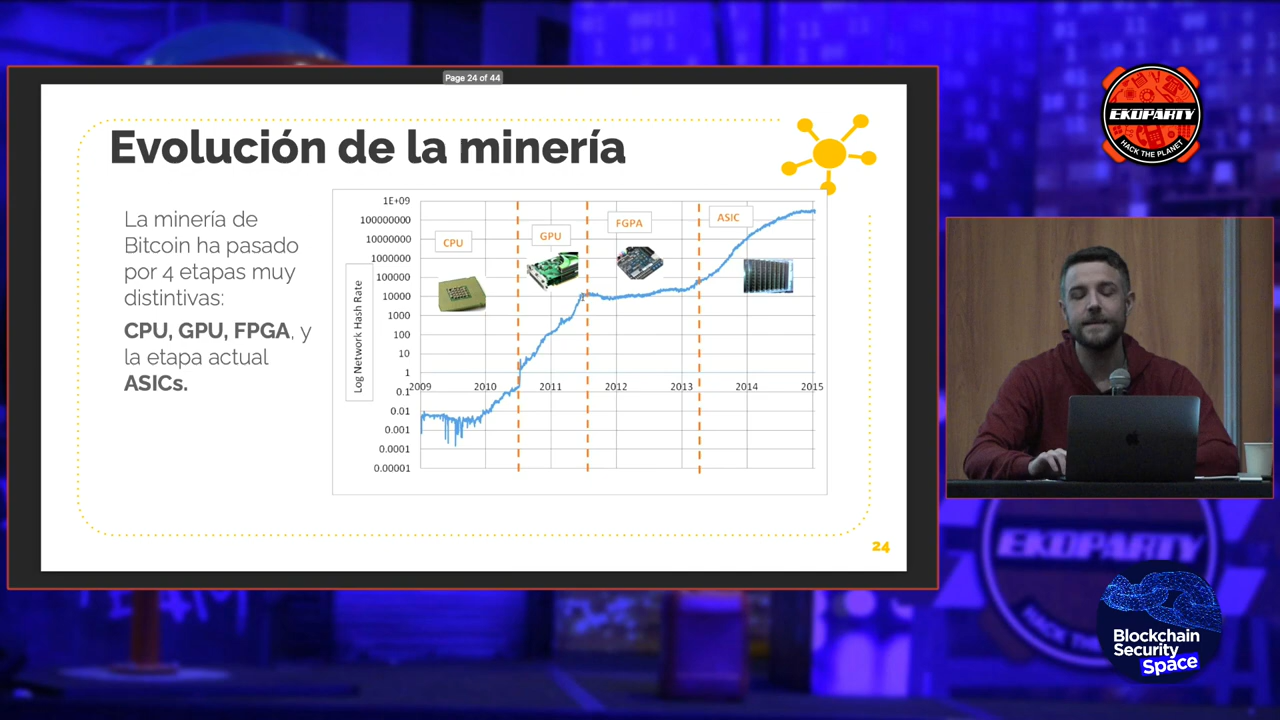 Page 24 of 44
Evolución de la minería
La minería de
Bitcoin ha pasado
por 4 etapas muy
distintivas:
CPU, GPU, FPGA, y
la etapa actual
ASICs.
Log Network Hash Rate
1E+09
100000000
10000000
1000000
100000
10000
1000
100
10
1
0.1
0.01
0.001
0.0001
0.00001
2009
2010
2011
2012
2013
2014
2015
CPU
GPU
FGPA
ASIC
24
EKOPARTY
HACK THE PLANET
EKOPARTY
HACK THE
Blockchain
Security
Space